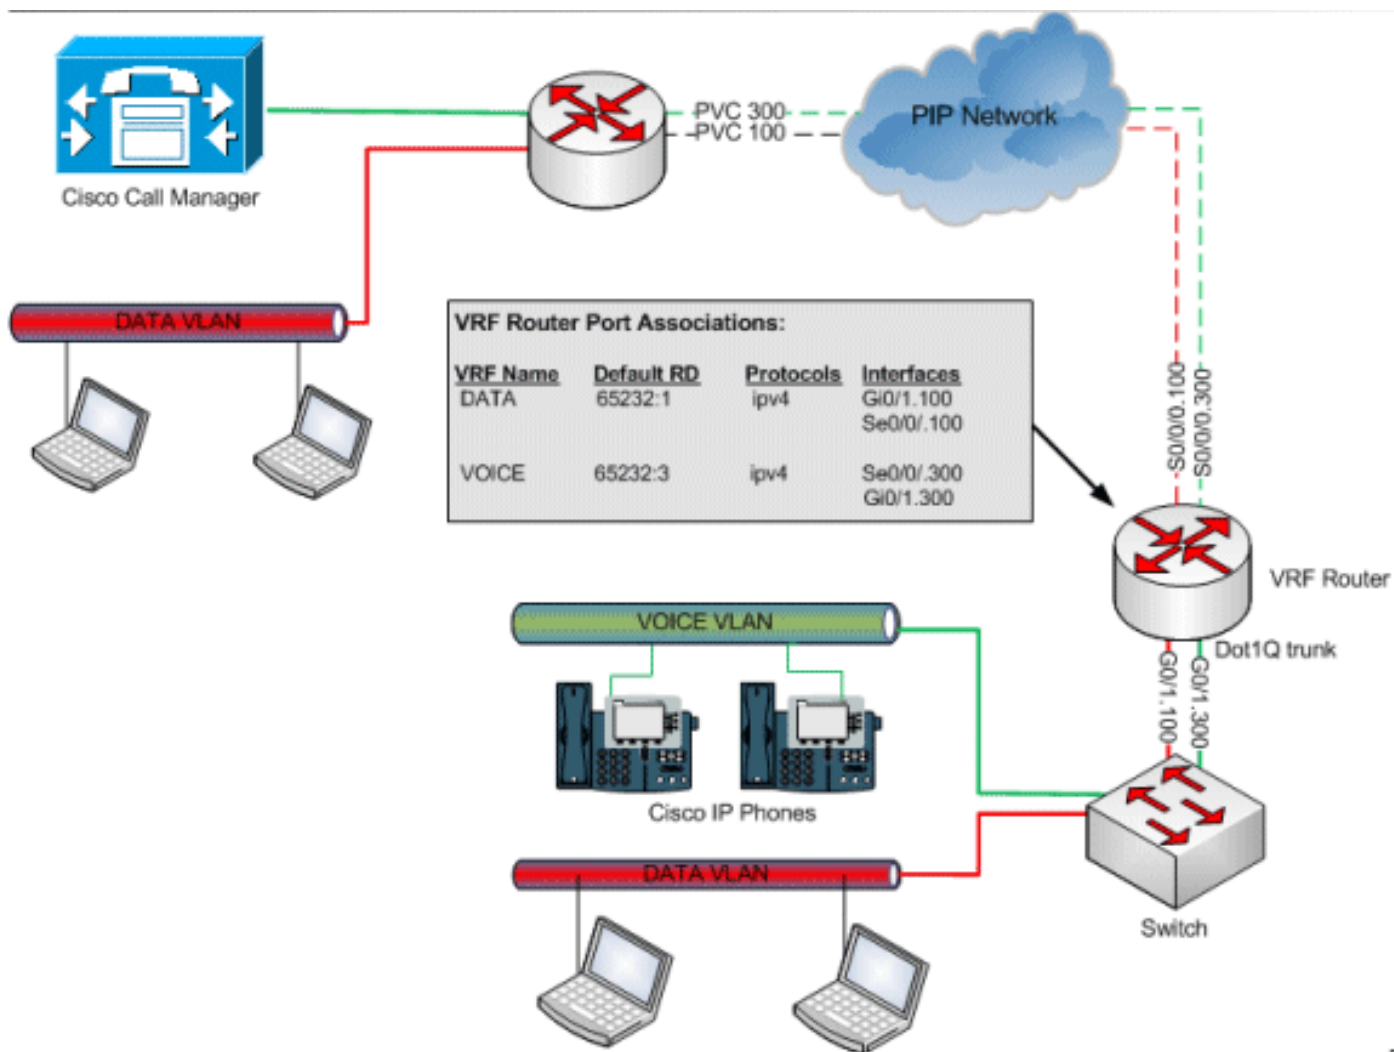 PVC 300
PVC 100
PIP Network
Cisco Call Manager
DATA VLAN
VRF Router Port Associations:
VRF Name Default RD Protocols Interfaces
DATA 65232:1 ipv4 Gi0/1.100
Se0/0/.100
VOICE 65232:3 ipv4 Se0/0/.300
Gi0/1.300
S0/0/0.100
S0/0/0.300
VRF Router
Dot1Q trunk
G0/1.100
G0/1.300
VOICE VLAN
Cisco IP Phones
DATA VLAN
Switch